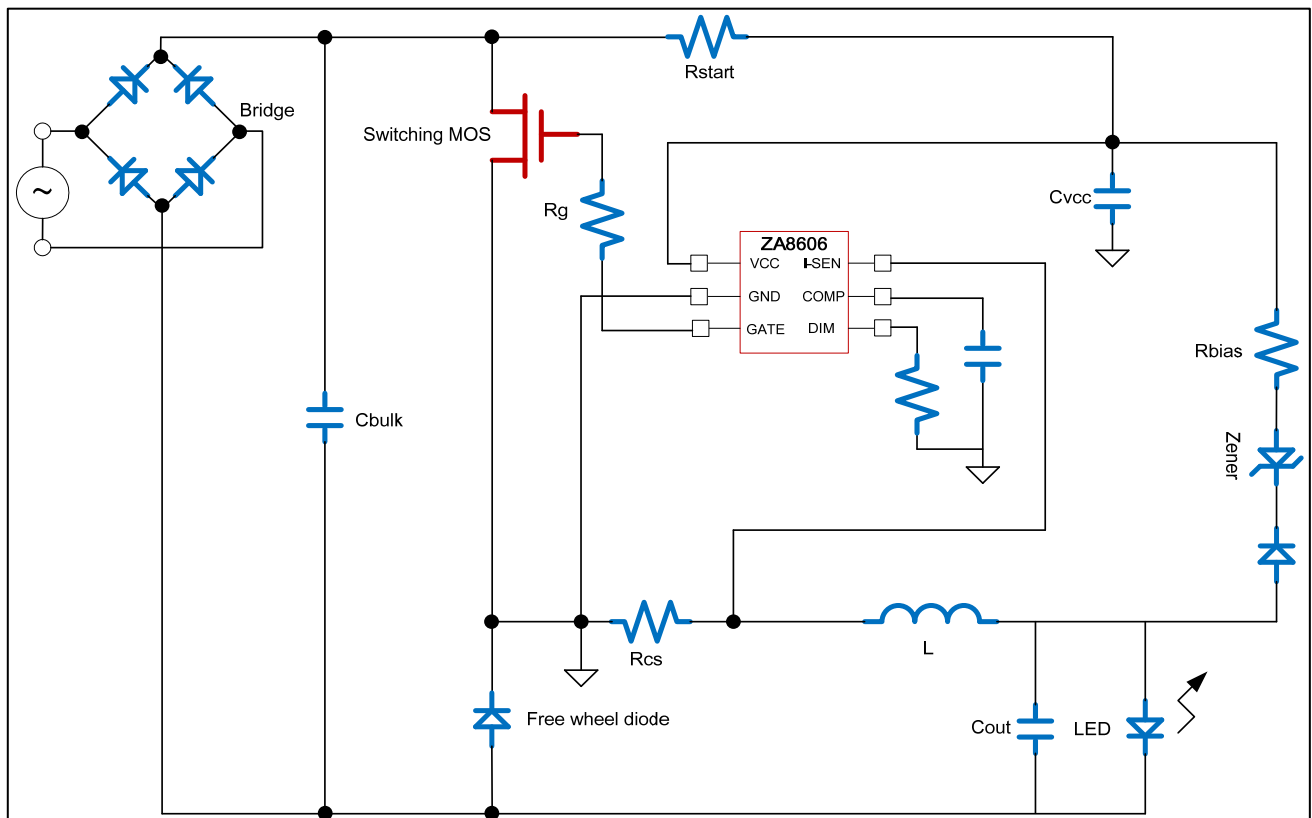 Rstart
Bridge
Switching MOS
Rg
Cvcc
ZA8606
VCC I-SEN
GND COMP
GATE DIM
Rbias
Zener
Cbulk
Rcs
L
Free wheel diode
Cout
LED
~